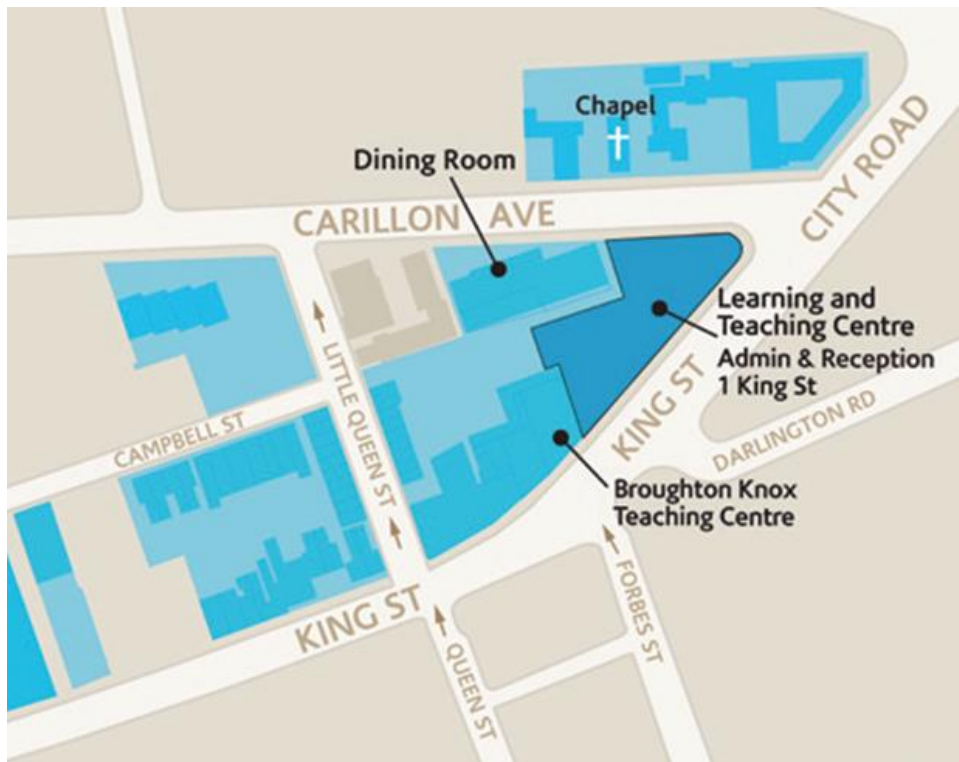 Chapel
Dining Room
CITY ROAD
CARILLON AVE
Learning and
Teaching Centre
Admin & Reception
1 King St
LITTLE QUEEN ST
KING ST
DARLINGTON RD
CAMPBELL ST
Broughton Knox
Teaching Centre
FORBES ST
KING ST
QUEEN ST